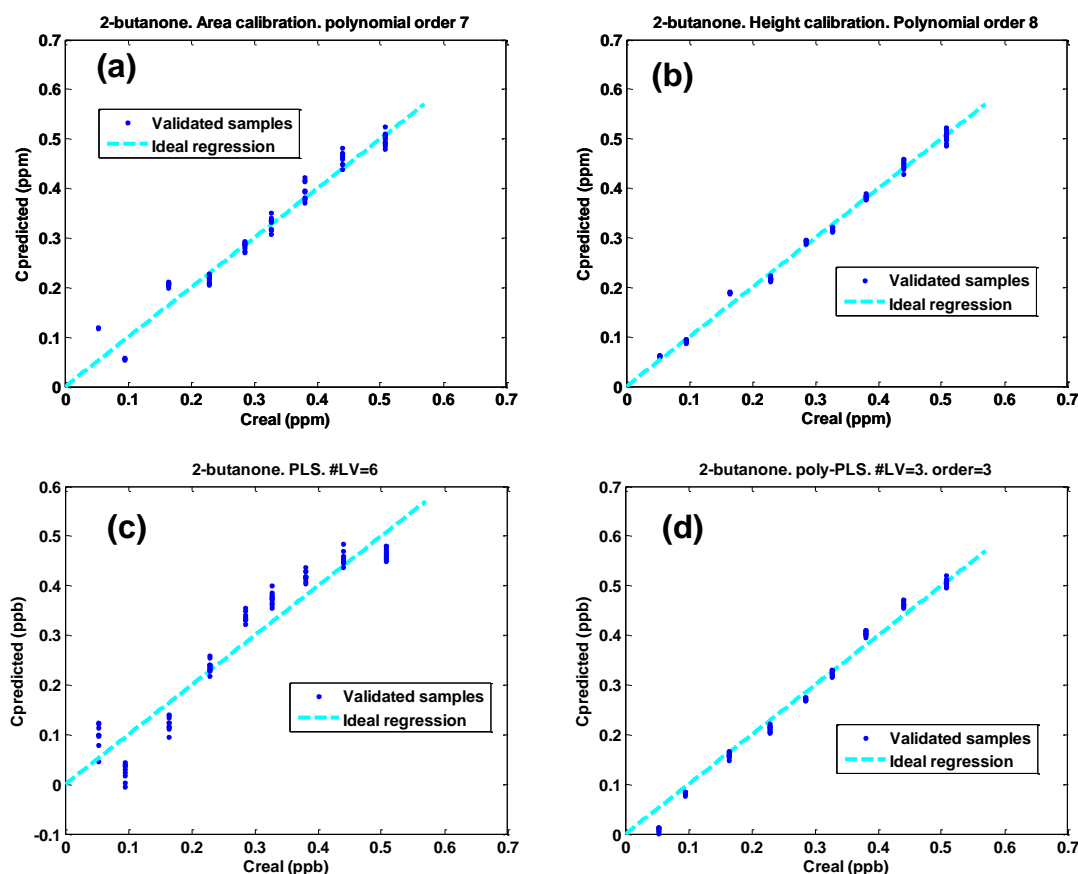 2-butanone. Area calibration. polynomial order 7
(a)
0.7
0.6
0.5
0.4
0.3
0.2
0.1
0
Cpredicted (ppm)
Validated samples
Ideal regression
0 0.1 0.2 0.3 0.4 0.5 0.6 0.7
Creal (ppm)
2-butanone. Height calibration. Polynomial order 8
(b)
0.7
0.6
0.5
0.4
0.3
0.2
0.1
0
Cpredicted (ppm)
Validated samples
Ideal regression
0 0.1 0.2 0.3 0.4 0.5 0.6 0.7
Creal (ppm)
2-butanone. PLS. #LV=6
(c)
0.6
0.5
0.4
0.3
0.2
0.1
0
-0.1
Cpredicted (ppb)
Validated samples
Ideal regression
0 0.1 0.2 0.3 0.4 0.5 0.6 0.7
Creal (ppb)
2-butanone. poly-PLS. #LV=3. order=3
(d)
0.7
0.6
0.5
0.4
0.3
0.2
0.1
0
Cpredicted (ppb)
Validated samples
Ideal regression
0 0.1 0.2 0.3 0.4 0.5 0.6 0.7
Creal (ppb)